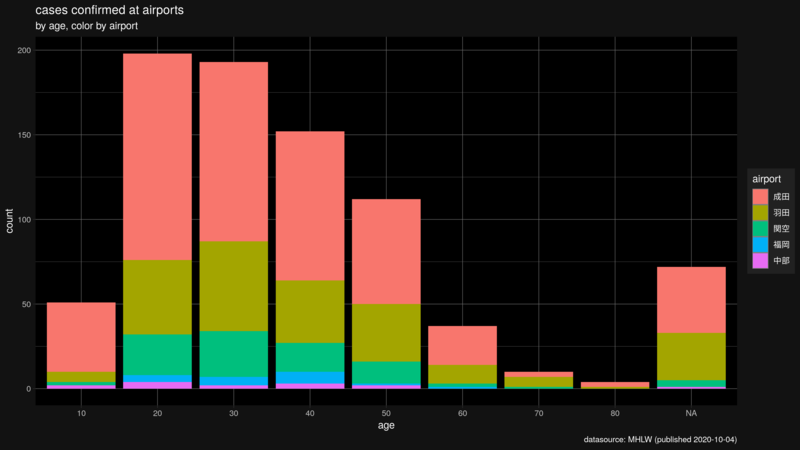 cases confirmed at airports
by age, color by airport
200
150
100
50
0
count
10 20 30 40 50 60 70 80 NA
age
airport
成田
羽田
関空
福岡
中部
datasource: MHLW (published 2020-10-04)